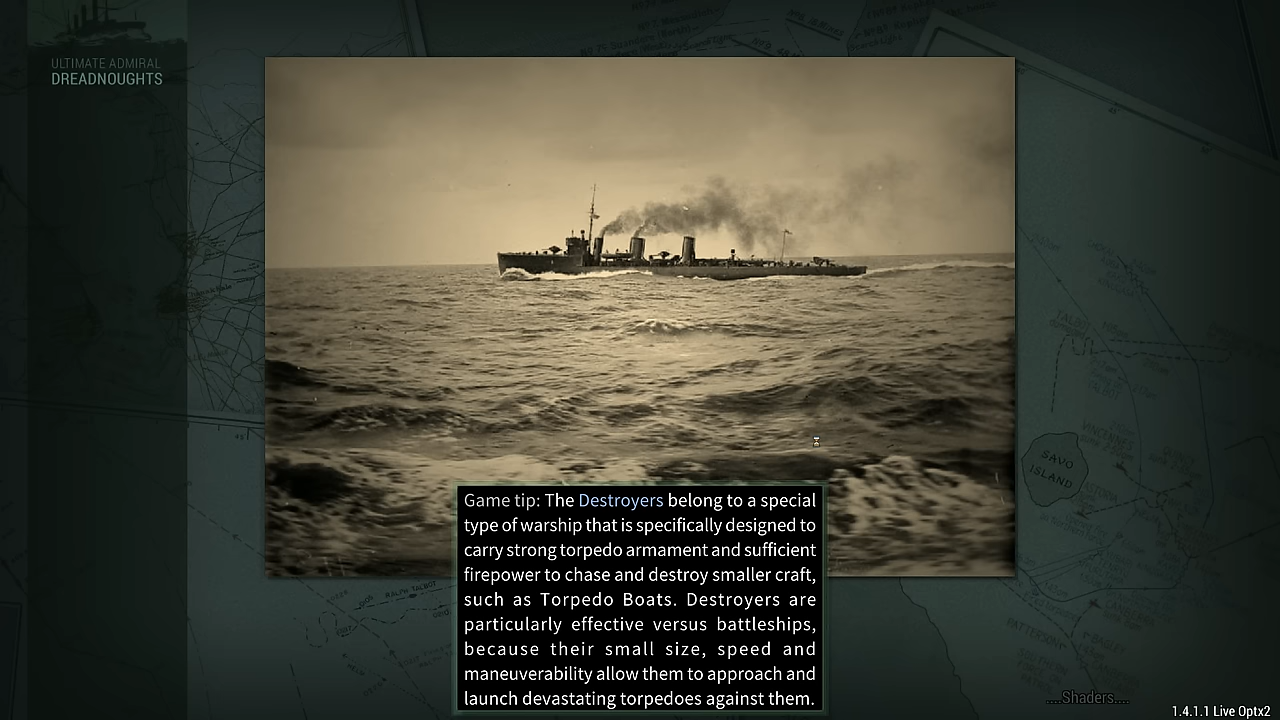 ULTIMATE ADMIRAL
DREADNOUGHTS
SAVO
ISLAND
RALPH TALBOT
Game tip: The Destroyers belong to a special
type of warship that is specifically designed to
carry strong torpedo armament and sufficient
firepower to chase and destroy smaller craft,
such as Torpedo Boats. Destroyers are
particularly effective versus battleships,
because their small size, speed and
maneuverability allow them to approach and
launch devastating torpedoes against them.
....Shaders....
1.4.1.1 Live Optx2